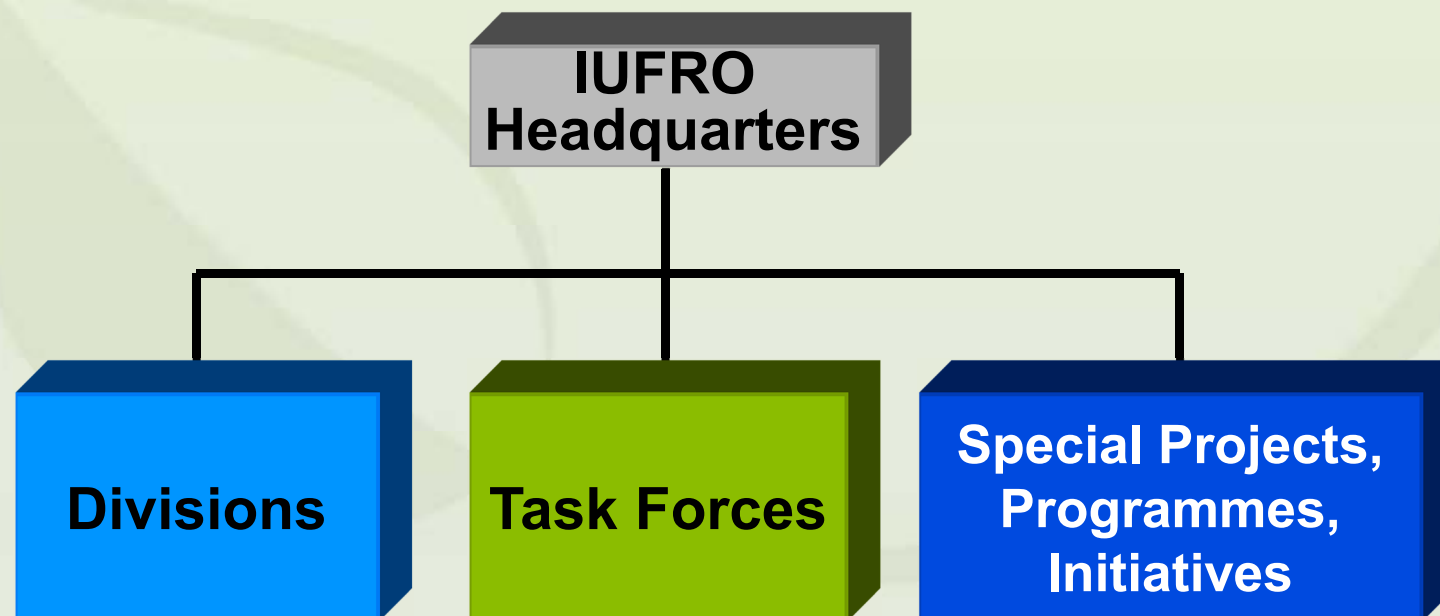 IUFRO
Headquarters
Divisions
Task Forces
Special Projects,
Programmes,
Initiatives